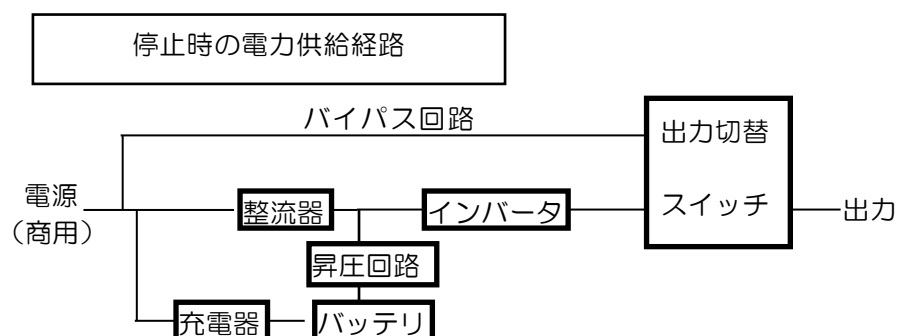 停止時の電力供給経路
バイパス回路
出力切替
電源
(商用)
整流器
インバータ
スイッチ
出力
昇圧回路
充電器
バッテリ